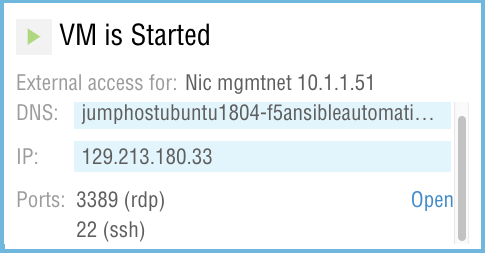 VM is Started
External access for: Nic mgmtnet 10.1.1.51
DNS: jumphostubuntu1804-f5ansibleautomati...
IP: 129.213.180.33
Ports: 3389 (rdp) Open
22 (ssh)